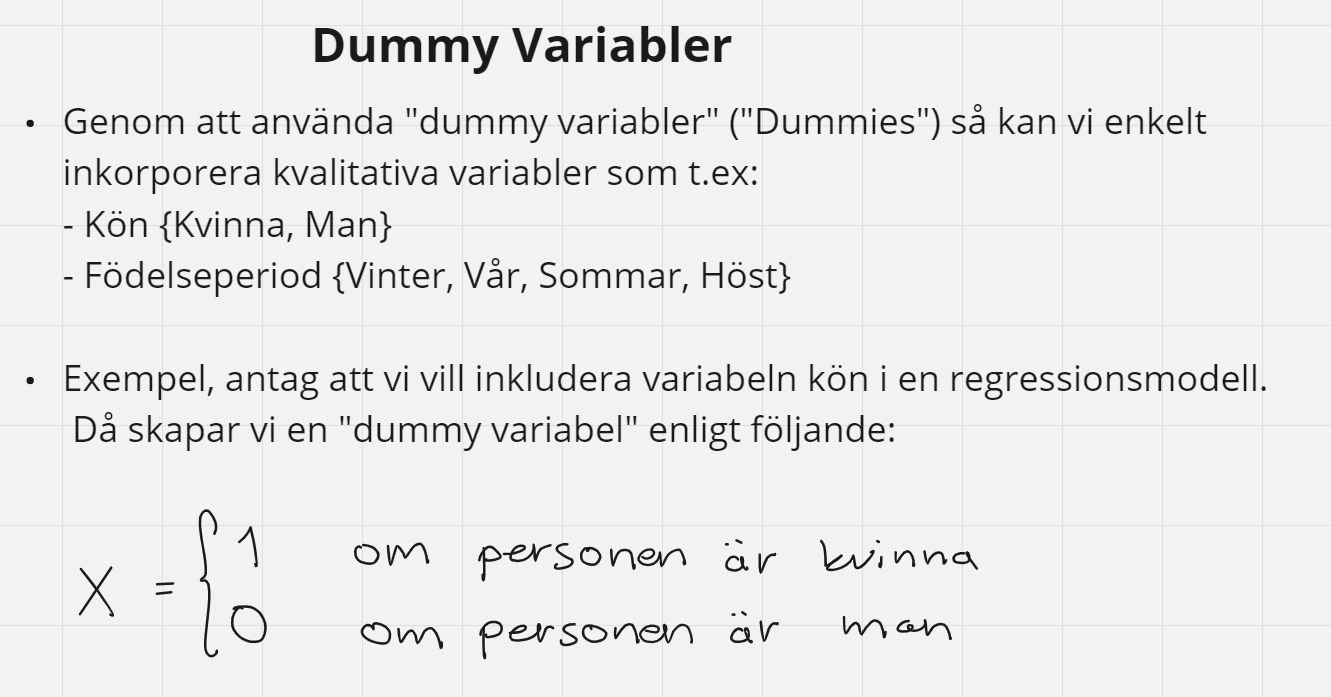 Dummy Variabler
• Genom att använda "dummy variabler" ("Dummies") så kan vi enkelt
inkorporera kvalitativa variabler som t.ex:
- Kön {Kvinna, Man}
- Födelseperiod {Vinter, Vår, Sommar, Höst}
• Exempel, antag att vi vill inkludera variabeln kön i en regressionsmodell.
Då skapar vi en "dummy variabel" enligt följande:
X = { 1 om personen är kvinna
0 om personen är man